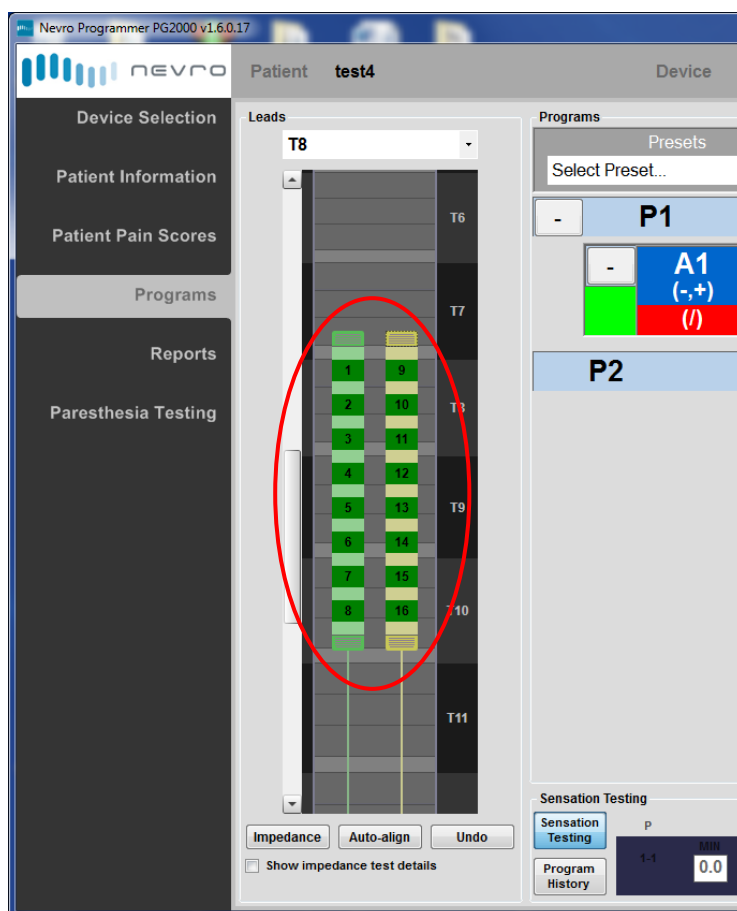 Nevro Programmer PG2000 v1.6.0.17
nevro
Patient test4 Device
Device Selection
Patient Information
Patient Pain Scores
Programs
Reports
Paresthesia Testing
Leads
T8
T6
T7
T8
T9
T10
T11
1 9
2 10
3 11
4 12
5 13
6 14
7 15
8 16
Impedance Auto-align Undo
Show impedance test details
Programs
Presets
Select Preset...
- P1
- A1
(-,+)
(/)
P2
Sensation Testing
Sensation
Testing
Program
History
P
MIN
1-1 0.0